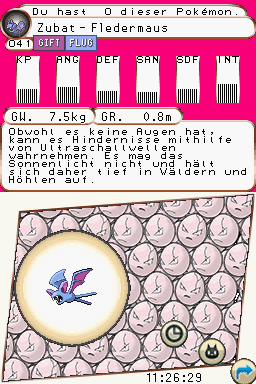 Du hast 0 dieser Pokémon.
Zubat - Fledermaus
041 GIFT FLUG
KP ANG DEF SAN SDF INT
GW. 7.5kg GR. 0.8m
Obwohl es keine Augen hat,
kann es Hindernisse mithilfe
von Ultraschallwellen
wahrnehmen. Es mag das
Sonnenlicht nicht und hält
sich daher tief in Wäldern und
Höhlen auf.
11:26:29